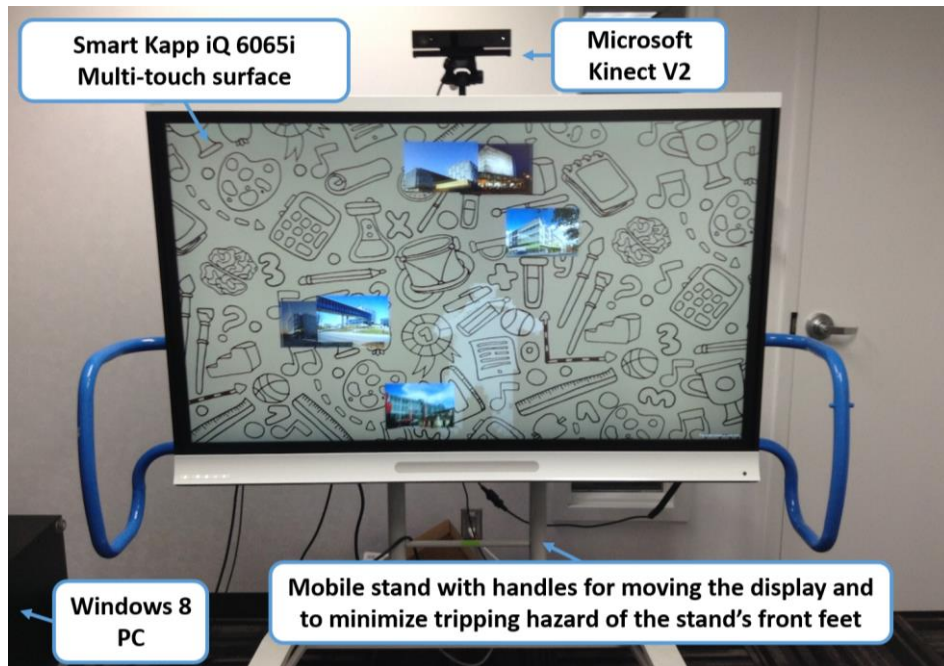 Smart Kapp iQ 6065i
Multi-touch surface
Microsoft
Kinect V2
Windows 8
PC
Mobile stand with handles for moving the display and
to minimize tripping hazard of the stand's front feet